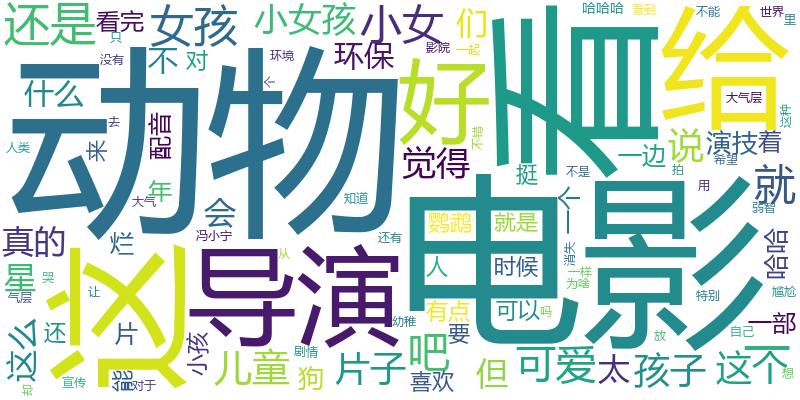 还是
看完
女孩
小女孩
小女
们
哈哈哈
看到
不能
世界
里
只
没有
不
对
环保
影院
一起
给
什么
环境
动物
个
好
看
大气层
这种
人类
去
来
配音
觉得
不错
说
演技着
希望
一边
拍
挺
用
就
年
大气
知道
会
鹦鹉
就是
一个
不是
弱智
真的
烂
冯小宁
还有
电影
消失
哈哈
星
哭
这
导演
从
人
时候
一样
为啥
特别
尴尬
气层
让
有点
可以
吗
自己
一部
这么
还
片
小孩
幼稚
要
放
却
宣传
能
对于
儿童
剧情
狗
片子
吧
喜欢
但
可爱
太
孩子
这个
想